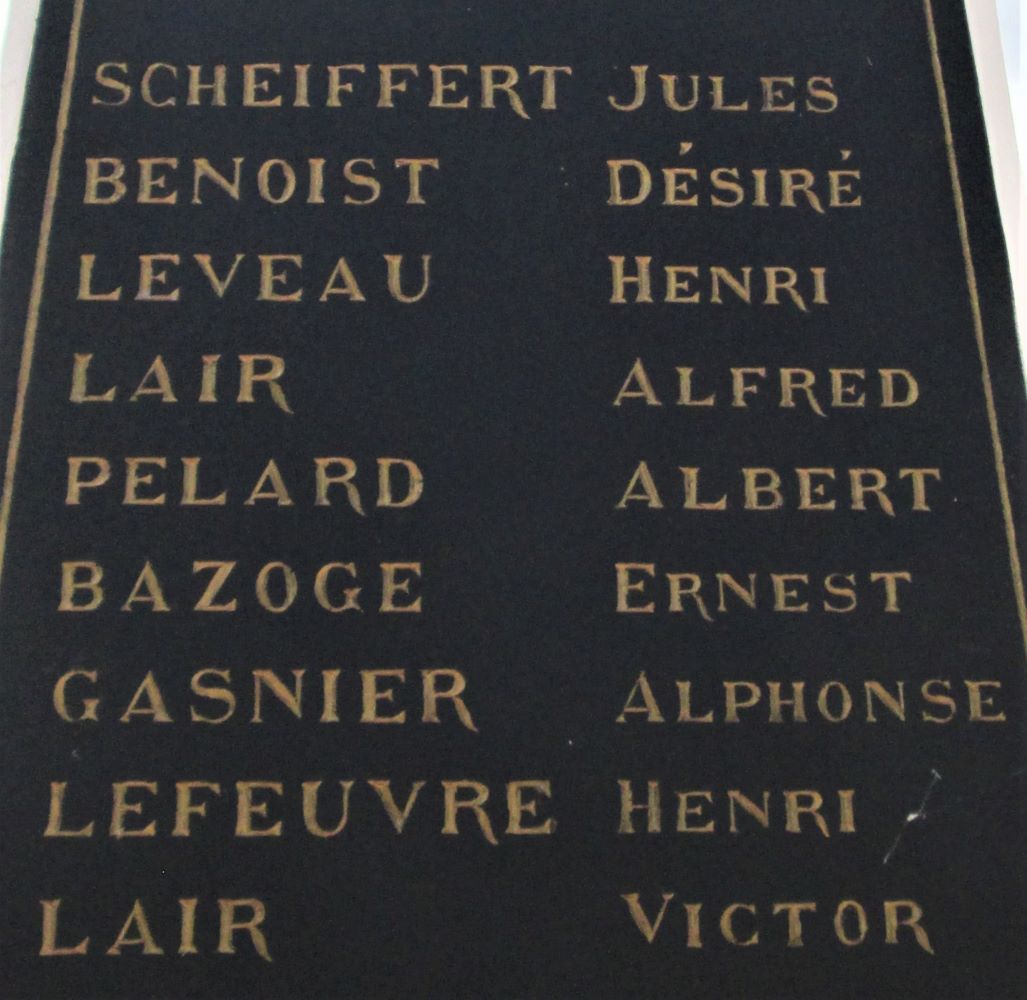 SCHEIFFERT JULES
BENOIST DÉSIRÉ
LEVEAU HENRI
LAIR ALFRED
PELARD ALBERT
BAZOGE ERNEST
GASNIER ALPHONSE
LEFEUVRE HENRI
LAIR VICTOR